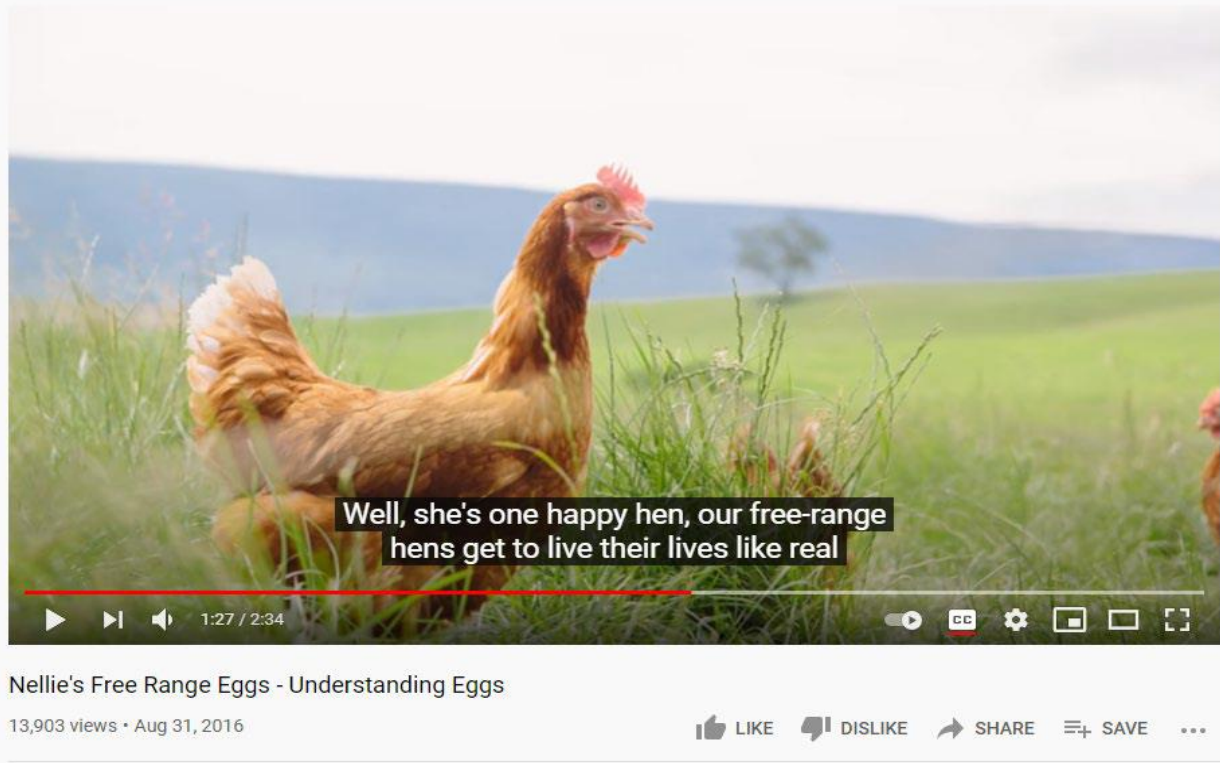 Well, she's one happy hen, our free-range
hens get to live their lives like real
1:27 / 2:34
CC
Nellie's Free Range Eggs - Understanding Eggs
13,903 views • Aug 31, 2016
LIKE DISLIKE SHARE SAVE